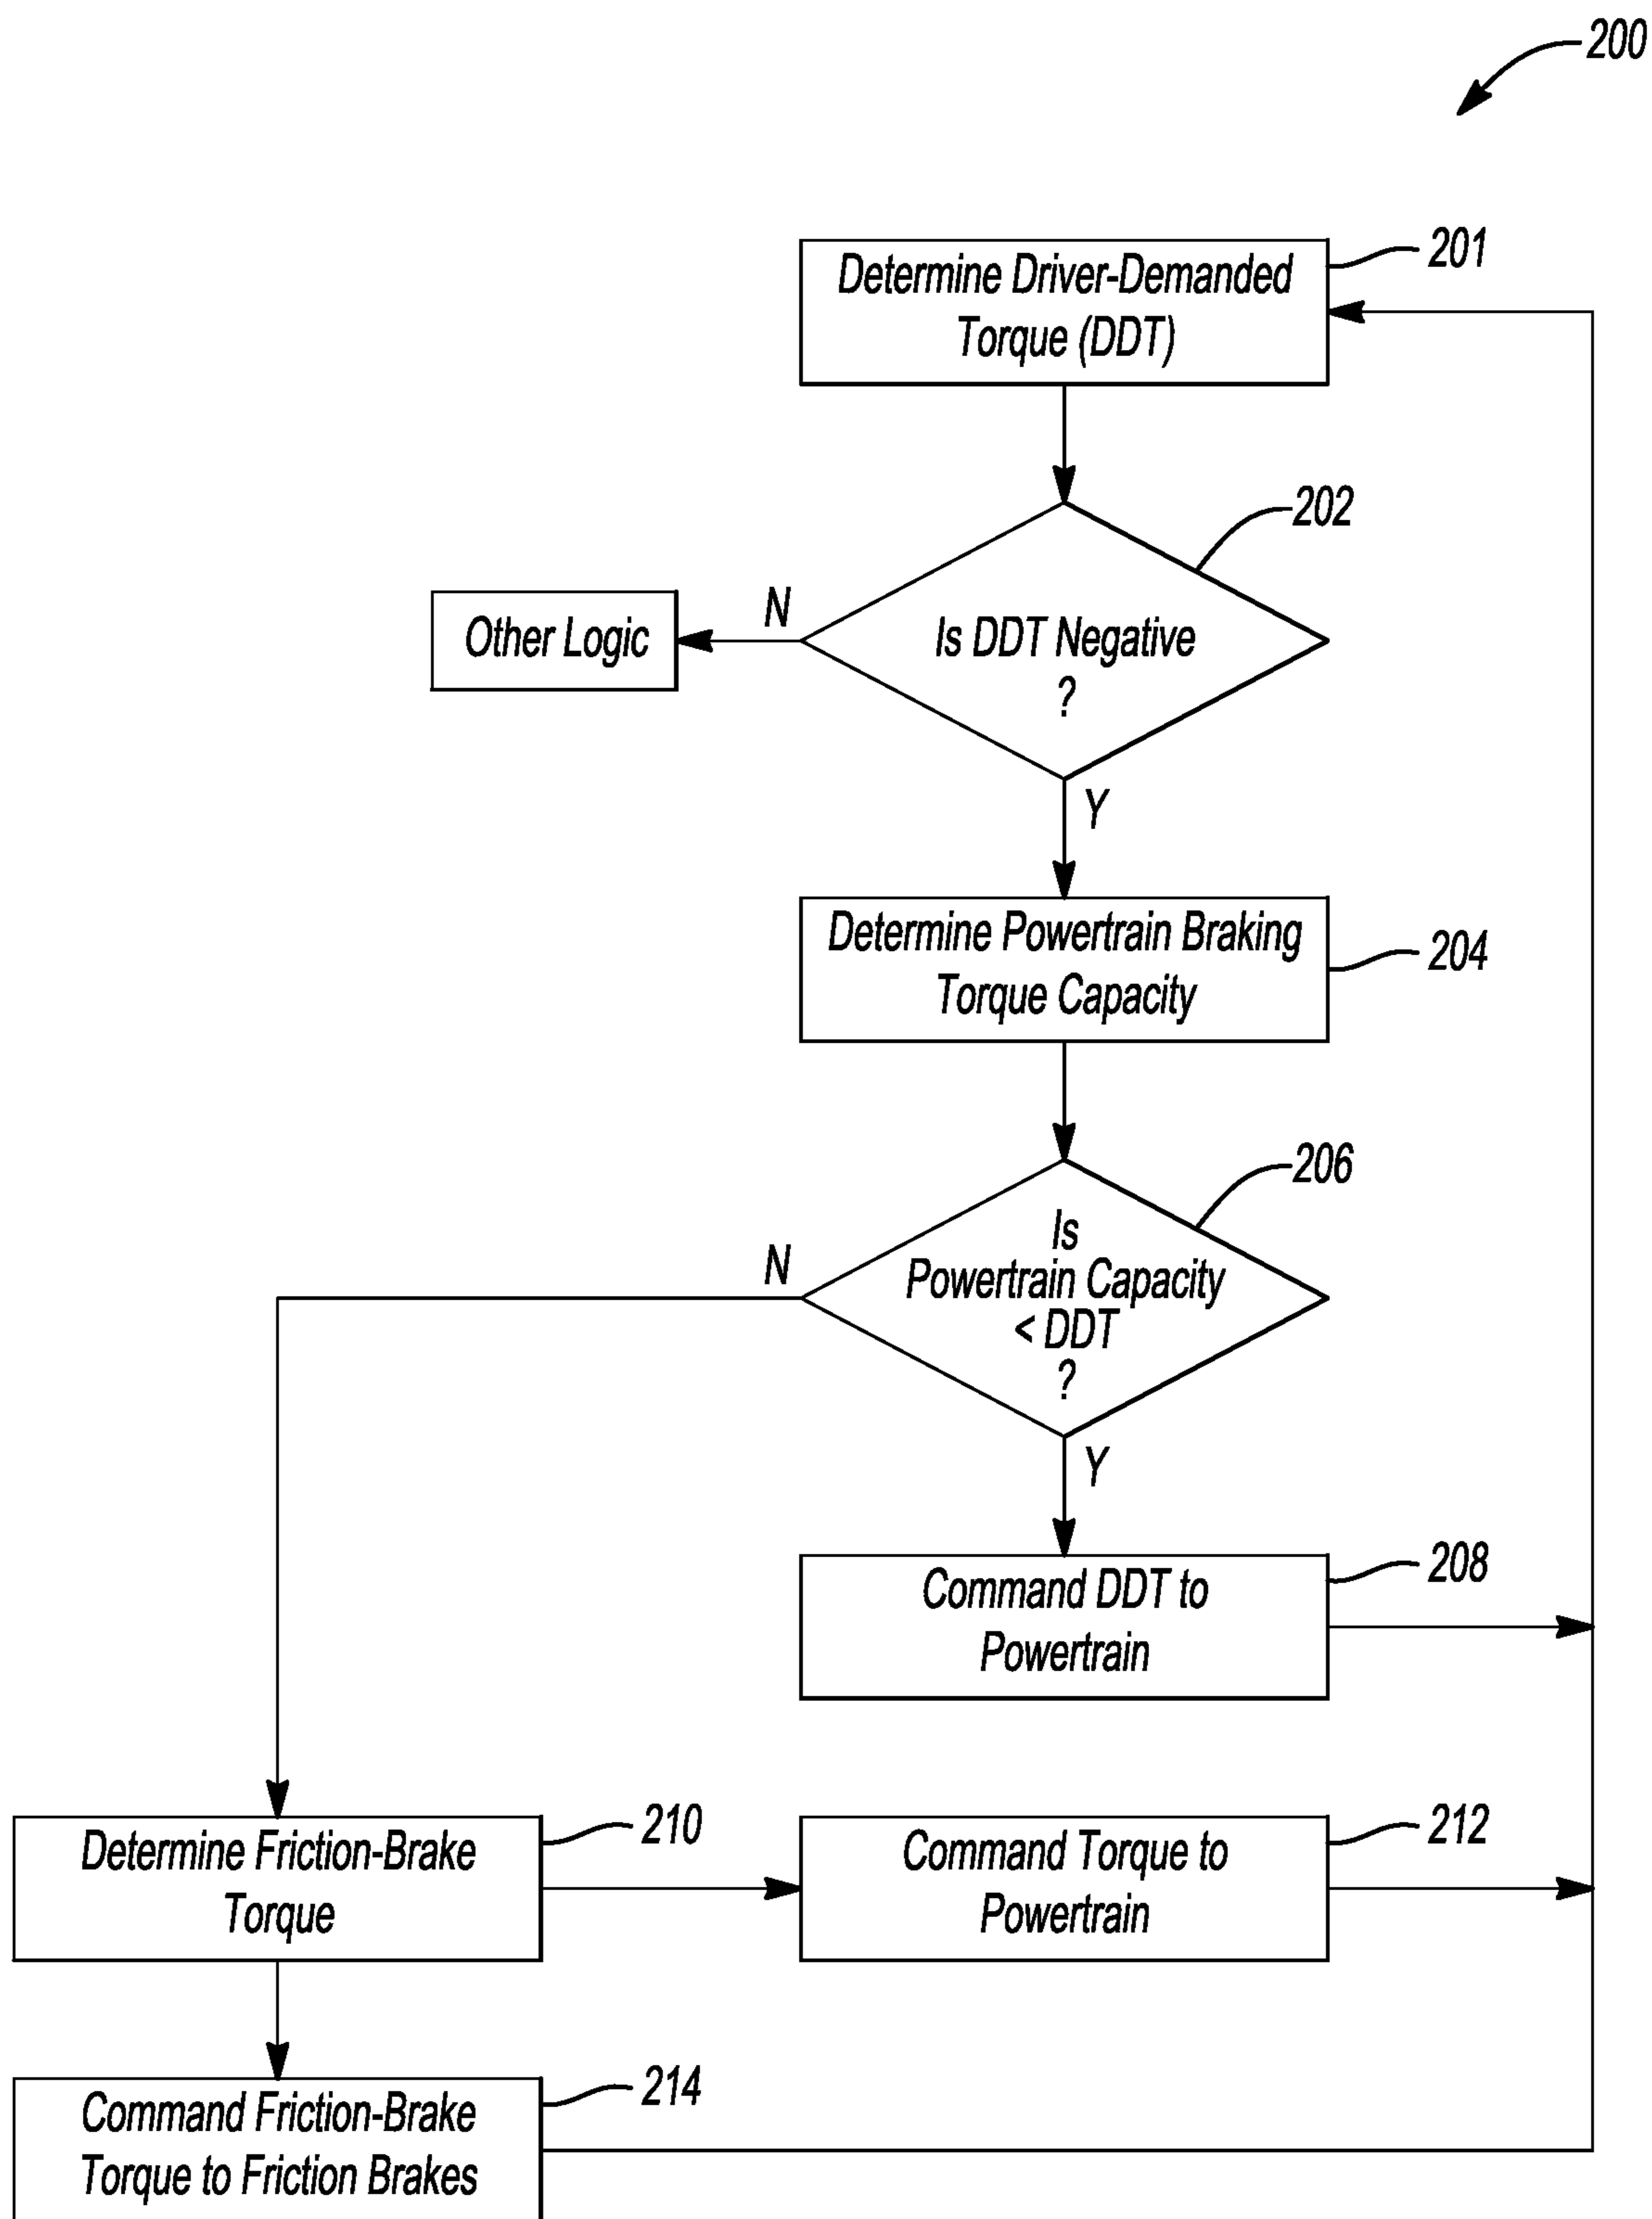 200
Determine Driver-Demanded
Torque (DDT)
201
202
Is DDT Negative
?
N
Other Logic
Y
Determine Powertrain Braking
Torque Capacity
204
206
Is
Powertrain Capacity
< DDT
?
N
Y
Command DDT to
Powertrain
208
Determine Friction-Brake
Torque
210
Command Torque to
Powertrain
212
Command Friction-Brake
Torque to Friction Brakes
214